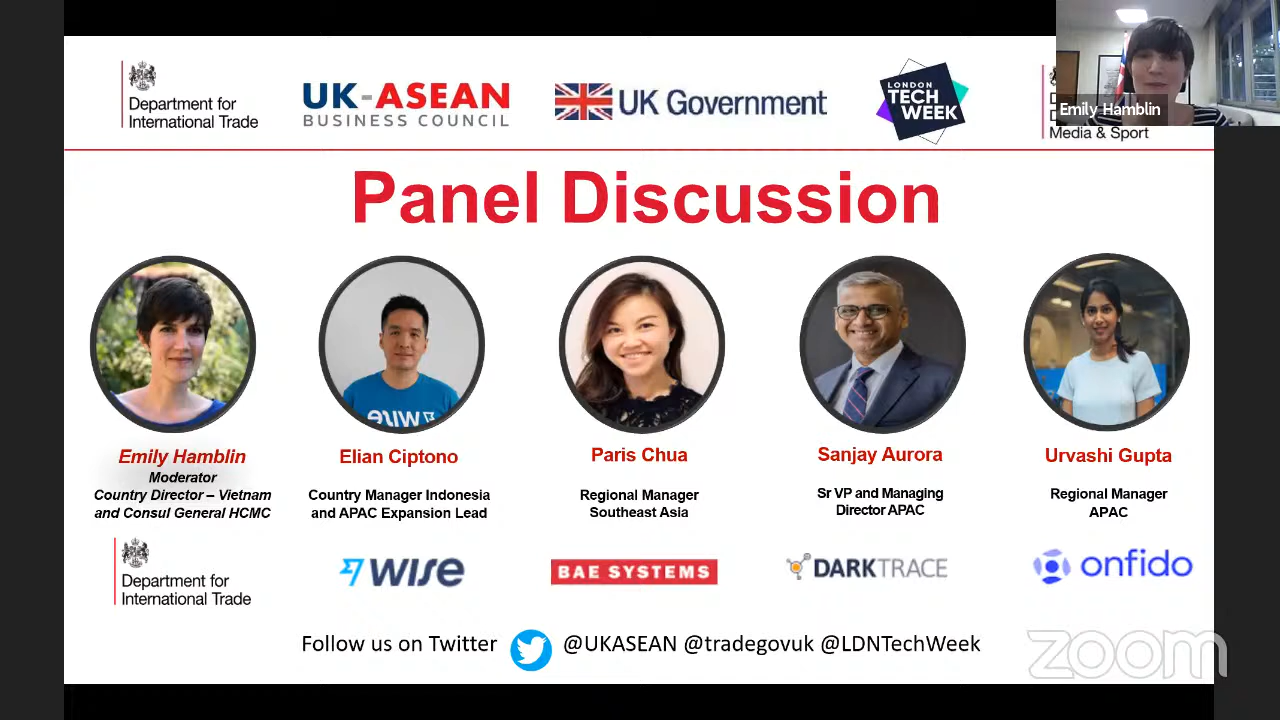 Department for
International Trade
UK-ASEAN
BUSINESS COUNCIL
UK Government
LONDON
TECH
WEEK
Media & Sport
Emily Hamblin
Panel Discussion
Emily Hamblin
Moderator
Country Director – Vietnam
and Consul General HCMC
Elian Ciptono
Country Manager Indonesia
and APAC Expansion Lead
Paris Chua
Regional Manager
Southeast Asia
Sanjay Aurora
Sr VP and Managing
Director APAC
Urvashi Gupta
Regional Manager
APAC
Department for
International Trade
WISE
BAE SYSTEMS
DARKTRACE
onfido
Follow us on Twitter @UKASEAN @tradegovuk @LDNTechWeek
zoom